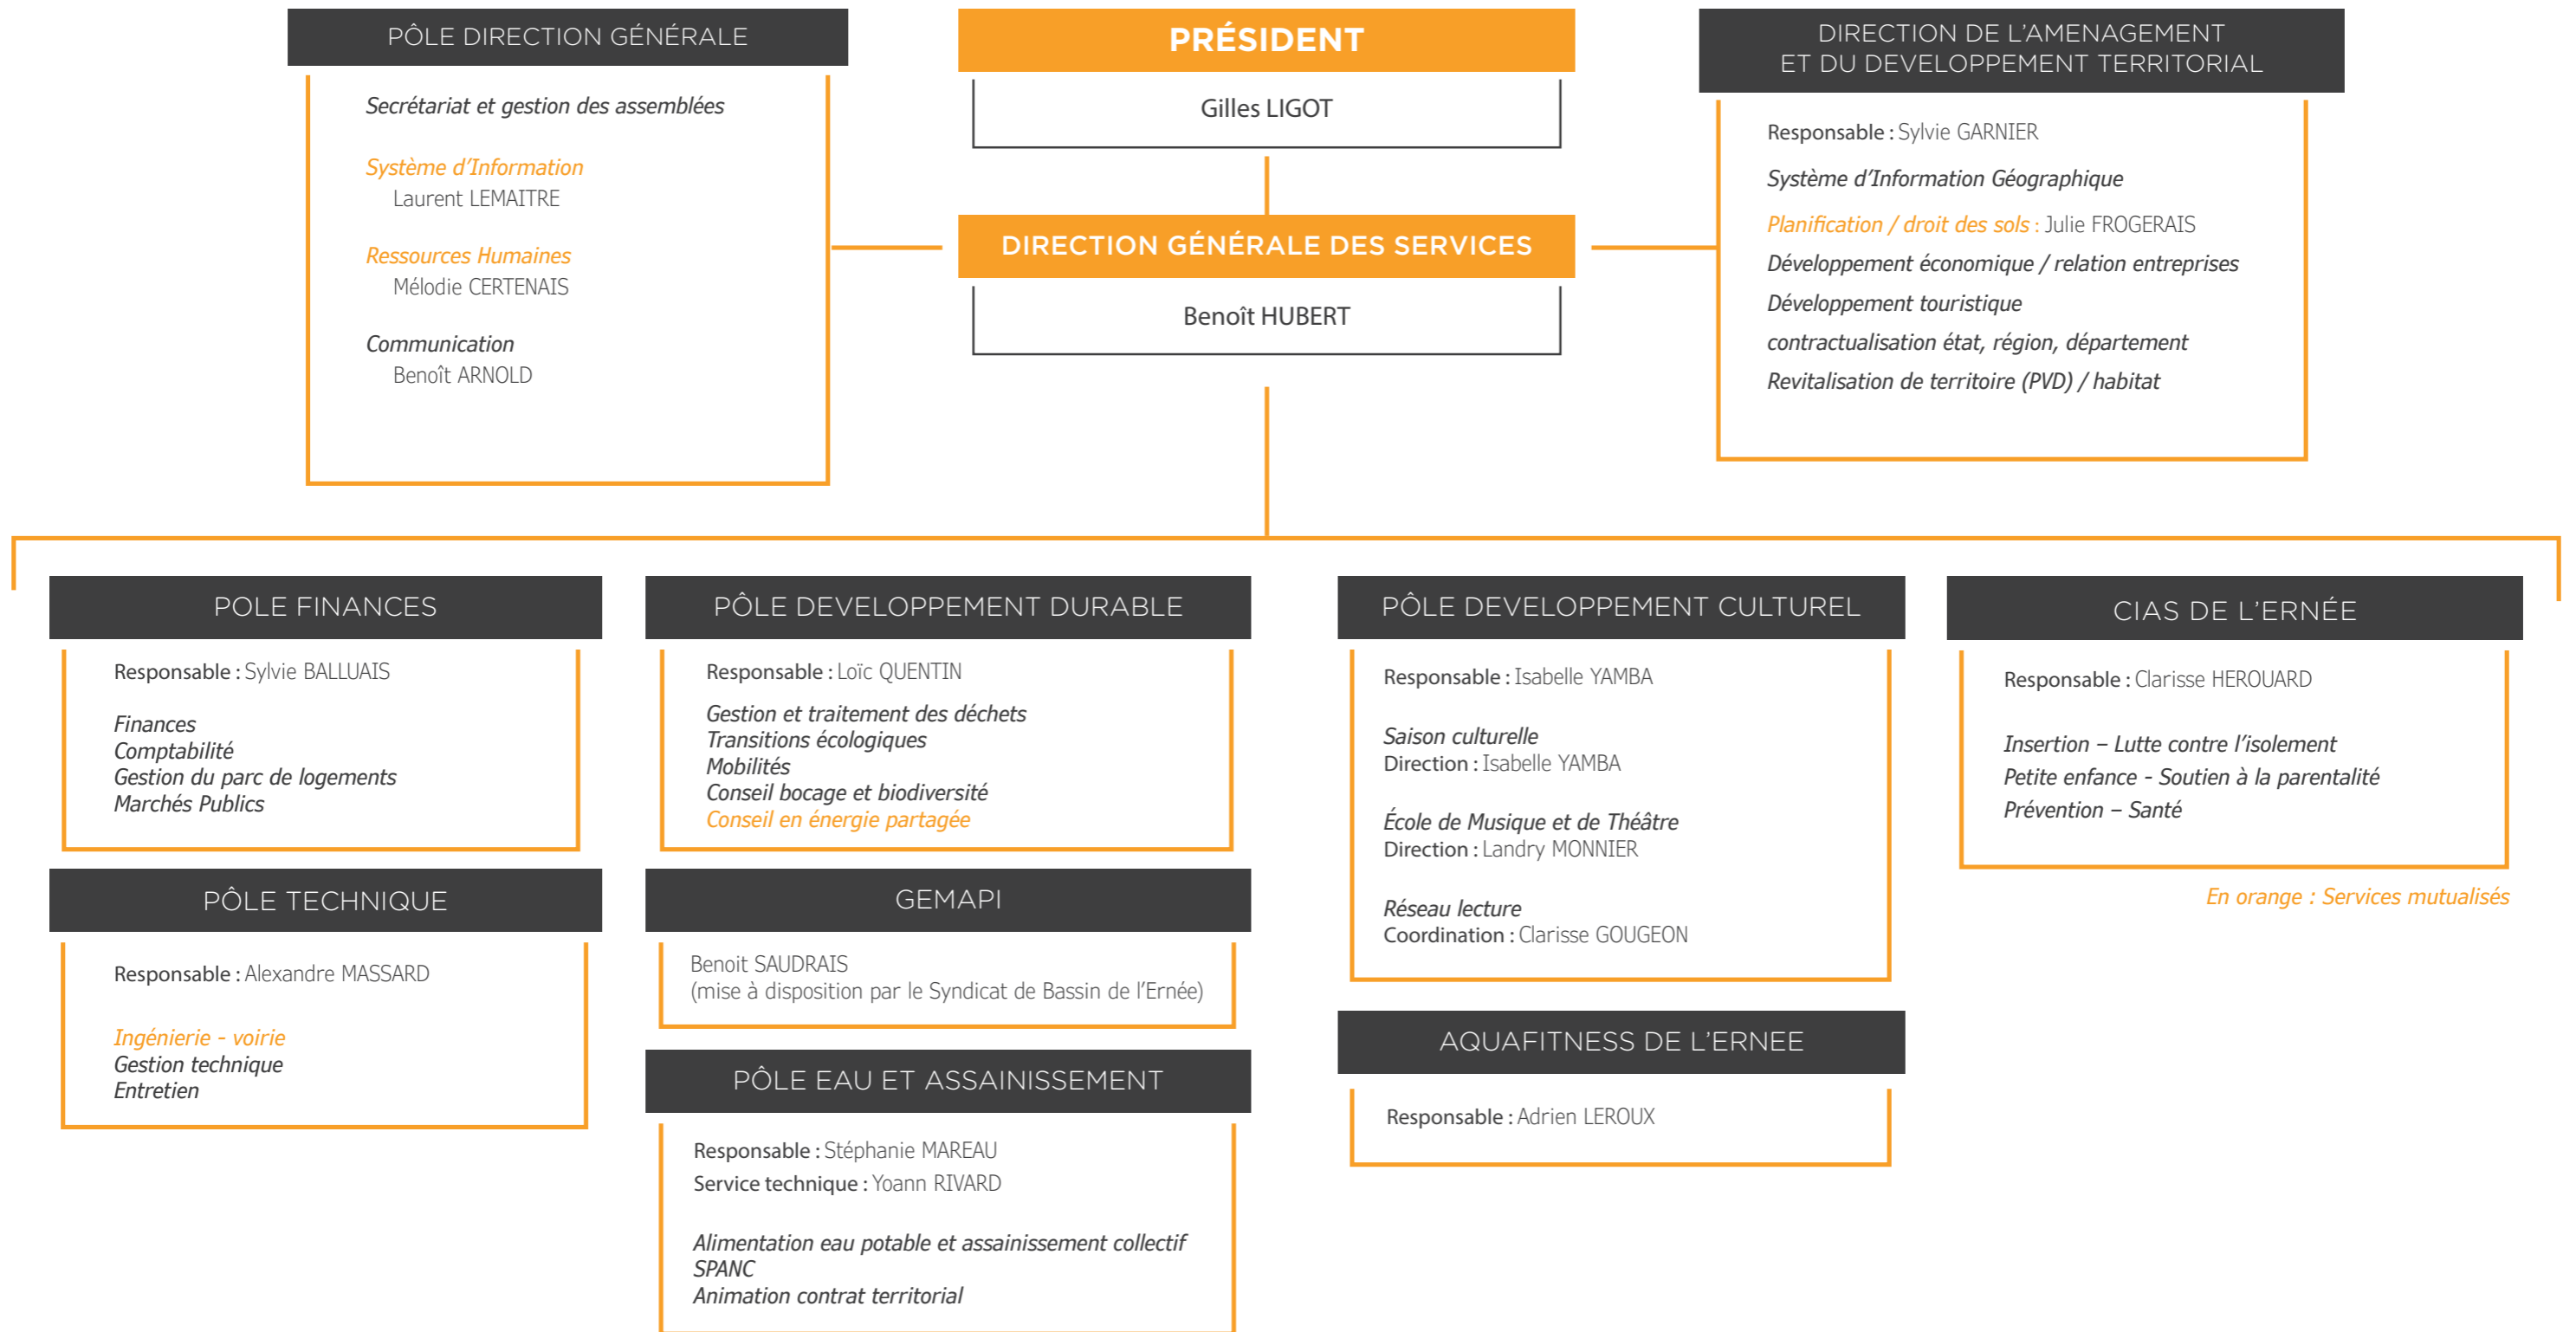 PÔLE DIRECTION GÉNÉRALE
Secrétariat et gestion des assemblées
Système d'Information
Laurent LEMAITRE
Ressources Humaines
Mélodie CERTENAIS
Communication
Benoît ARNOLD
PRÉSIDENT
Gilles LIGOT
DIRECTION GÉNÉRALE DES SERVICES
Benoît HUBERT
DIRECTION DE L'AMENAGEMENT
ET DU DEVELOPPEMENT TERRITORIAL
Responsable : Sylvie GARNIER
Système d'Information Géographique
Planification / droit des sols : Julie FROGERAIS
Développement économique / relation entreprises
Développement touristique
contractualisation état, région, département
Revitalisation de territoire (PVD) / habitat
POLE FINANCES
Responsable : Sylvie BALLUAIS
Finances
Comptabilité
Gestion du parc de logements
Marchés Publics
PÔLE TECHNIQUE
Responsable : Alexandre MASSARD
Ingénierie - voirie
Gestion technique
Entretien
PÔLE DEVELOPPEMENT DURABLE
Responsable : Loïc QUENTIN
Gestion et traitement des déchets
Transitions écologiques
Mobilités
Conseil bocage et biodiversité
Conseil en énergie partagée
GEMAPI
Benoit SAUDRAIS
(mise à disposition par le Syndicat de Bassin de l'Ernée)
PÔLE EAU ET ASSAINISSEMENT
Responsable : Stéphanie MAREAU
Service technique : Yoann RIVARD
Alimentation eau potable et assainissement collectif
SPANC
Animation contrat territorial
PÔLE DEVELOPPEMENT CULTUREL
Responsable : Isabelle YAMBA
Saison culturelle
Direction : Isabelle YAMBA
École de Musique et de Théâtre
Direction : Landry MONNIER
Réseau lecture
Coordination : Clarisse GOUGEON
AQUAFITNESS DE L'ERNEE
Responsable : Adrien LEROUX
CIAS DE L'ERNÉE
Responsable : Clarisse HEROUARD
Insertion – Lutte contre l'isolement
Petite enfance - Soutien à la parentalité
Prévention – Santé
En orange : Services mutualisés